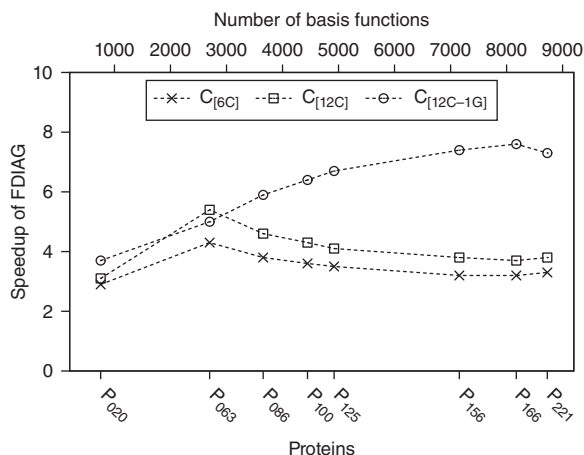 Number of basis functions
1000 2000 3000 4000 5000 6000 7000 8000 9000
10
C[6C] C[12C] C[12C–1G]
8
6
4
2
0
Speedup of FDIAG
P020 P063 P086 P100 P125 P156 P166 P221
Proteins